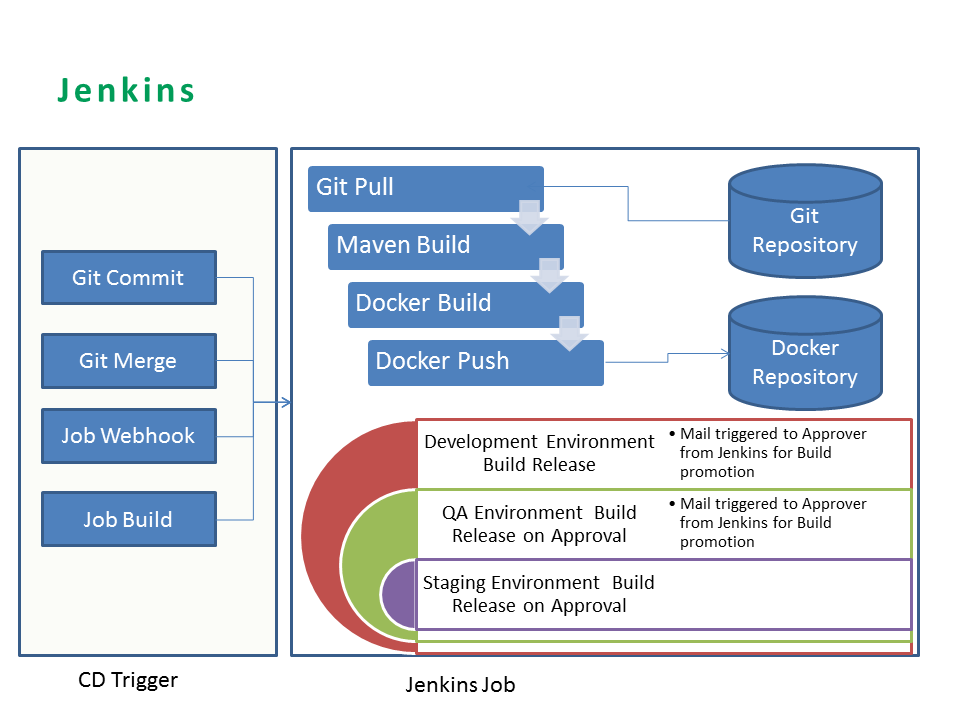 Jenkins
Git Commit
Git Merge
Job Webhook
Job Build
CD Trigger
Git Pull
Maven Build
Docker Build
Docker Push
Git
Repository
Docker
Repository
Development Environment
Build Release
• Mail triggered to Approver
from Jenkins for Build
promotion
QA Environment Build
Release on Approval
• Mail triggered to Approver
from Jenkins for Build
promotion
Staging Environment Build
Release on Approval
Jenkins Job